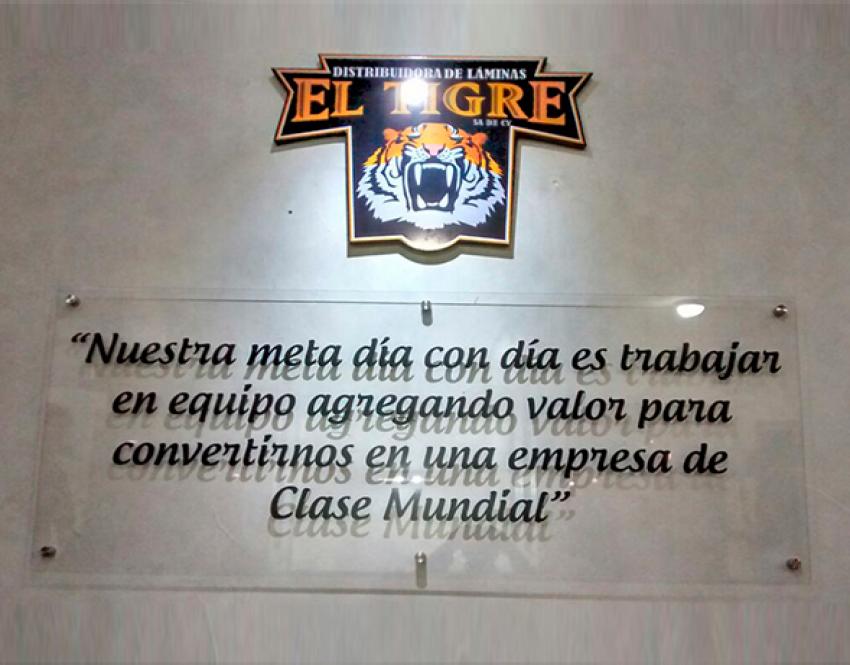 DISTRIBUIDORA DE LÁMINAS
EL TIGRE
SA DE CV
“Nuestra meta día con día es trabajar
en equipo agregando valor para
convertirnos en una empresa de
Clase Mundial”